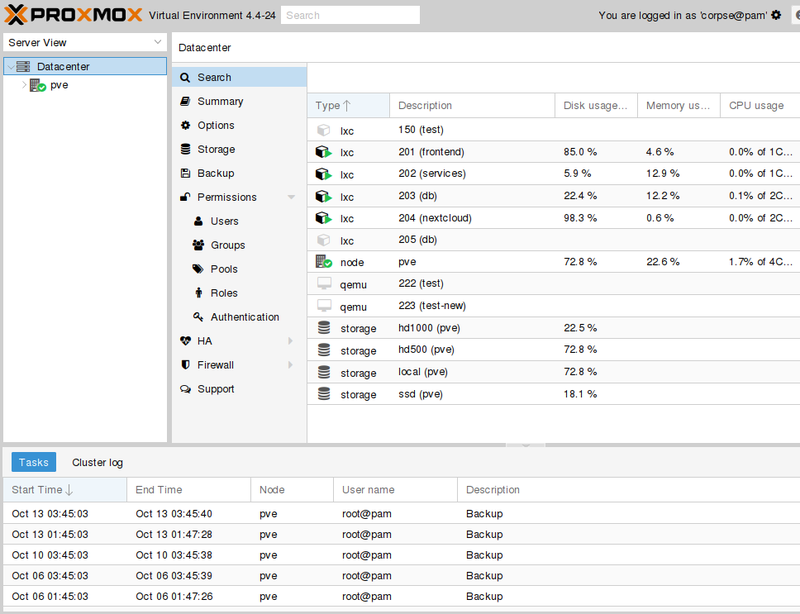 PROXMOX Virtual Environment 4.4-24 Search You are logged in as 'corpse@pam'
Server View
Datacenter
pve
Datacenter
Search
Summary
Options
Storage
Backup
Permissions
Users
Groups
Pools
Roles
Authentication
HA
Firewall
Support
Type Description Disk usage... Memory us... CPU usage
lxc 150 (test)
lxc 201 (frontend) 85.0 % 4.6 % 0.0% of 1C...
lxc 202 (services) 5.9 % 12.9 % 0.0% of 1C...
lxc 203 (db) 22.4 % 12.2 % 0.1% of 2C...
lxc 204 (nextcloud) 98.3 % 0.6 % 0.0% of 2C...
lxc 205 (db)
node pve 72.8 % 22.6 % 1.7% of 4C...
qemu 222 (test)
qemu 223 (test-new)
storage hd1000 (pve) 22.5 %
storage hd500 (pve) 72.8 %
storage local (pve) 72.8 %
storage ssd (pve) 18.1 %
Tasks Cluster log
Start Time End Time Node User name Description
Oct 13 03:45:03 Oct 13 03:45:40 pve root@pam Backup
Oct 13 01:45:03 Oct 13 01:47:28 pve root@pam Backup
Oct 10 03:45:03 Oct 10 03:45:38 pve root@pam Backup
Oct 06 03:45:03 Oct 06 03:45:39 pve root@pam Backup
Oct 06 01:45:03 Oct 06 01:47:26 pve root@pam Backup